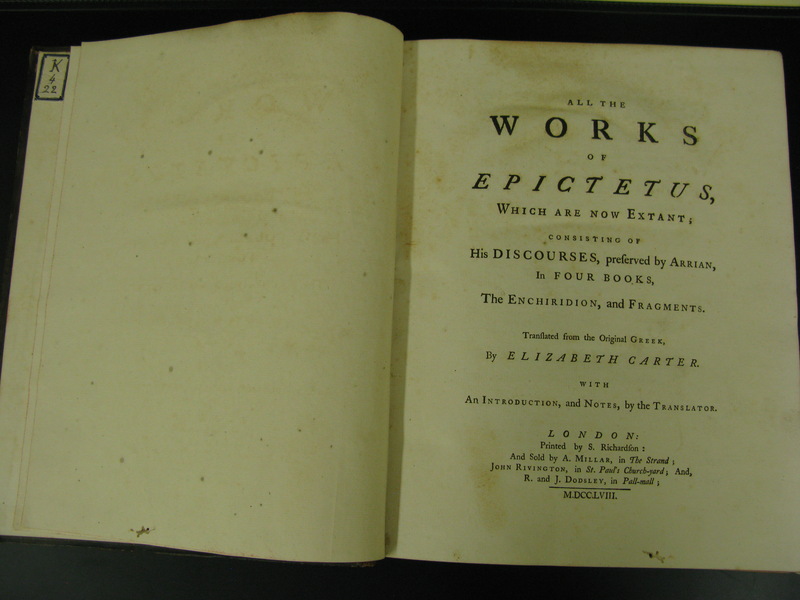 K
4
22
ALL THE
WORKS
OF
EPICTETUS,
WHICH ARE NOW EXTANT;
CONSISTING OF
His DISCOURSES, preſerved by ARRIAN,
In FOUR BOOKS,
The ENCHIRIDION, and FRAGMENTS.
Tranſlated from the Original GREEK,
By ELIZABETH CARTER.
WITH
An INTRODUCTION, and NOTES, by the TRANSLATOR.
LONDON:
Printed by S. Richardſon:
And Sold by A. MILLAR, in The Strand;
JOHN RIVINGTON, in St. Paul's Church-yard; And,
R. and J. DODSLEY, in Pall-mall;
M.DCC.LVIII.